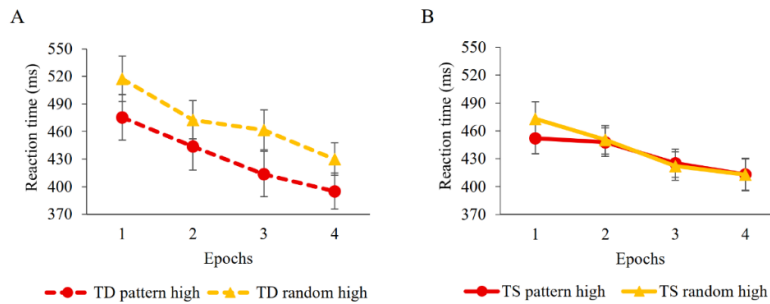 A
550
520
490
460
430
400
370
Reaction time (ms)
1 2 3 4
Epochs
TD pattern high TD random high
B
550
520
490
460
430
400
370
Reaction time (ms)
1 2 3 4
Epochs
TS pattern high TS random high